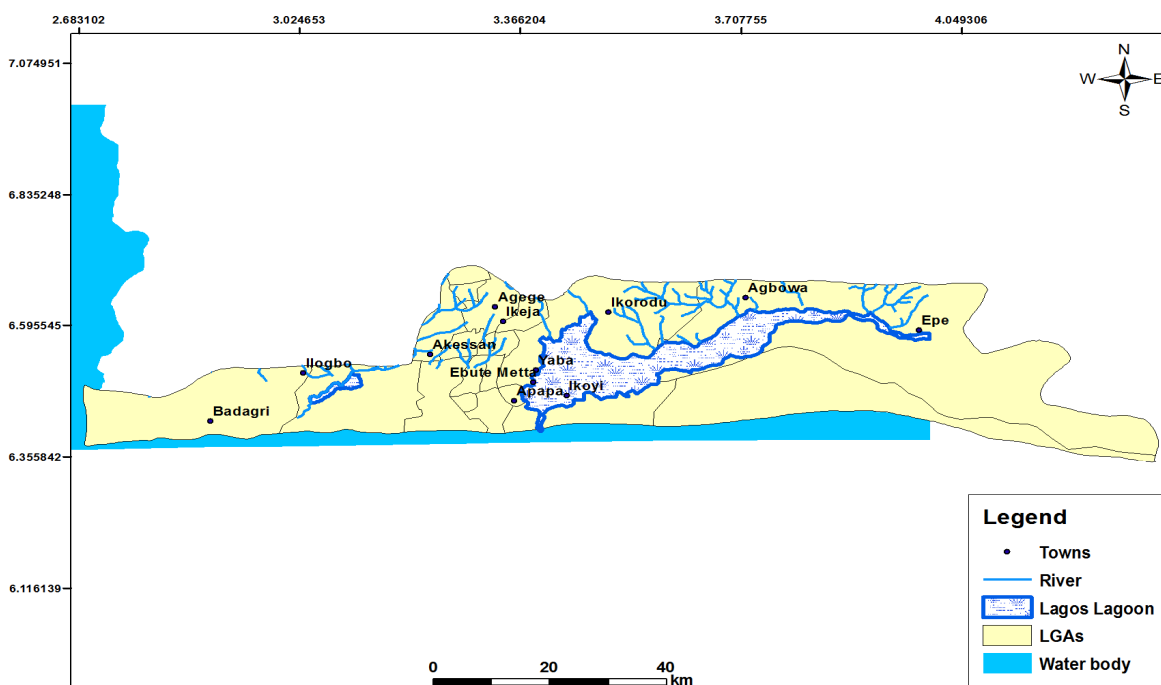 2.683102 3.024653 3.366204 3.707755 4.049306
N
W E
S
7.074951
6.835248
6.595545
6.355842
6.116139
Agege
Ikeja
Ikorodu
Agbowa
Epe
Akessan
Ilogbo
Yaba
Ebute Metta
Apapa
Ikoyi
Badagri
Legend
Towns
River
Lagos Lagoon
LGAs
Water body
0 20 40
km